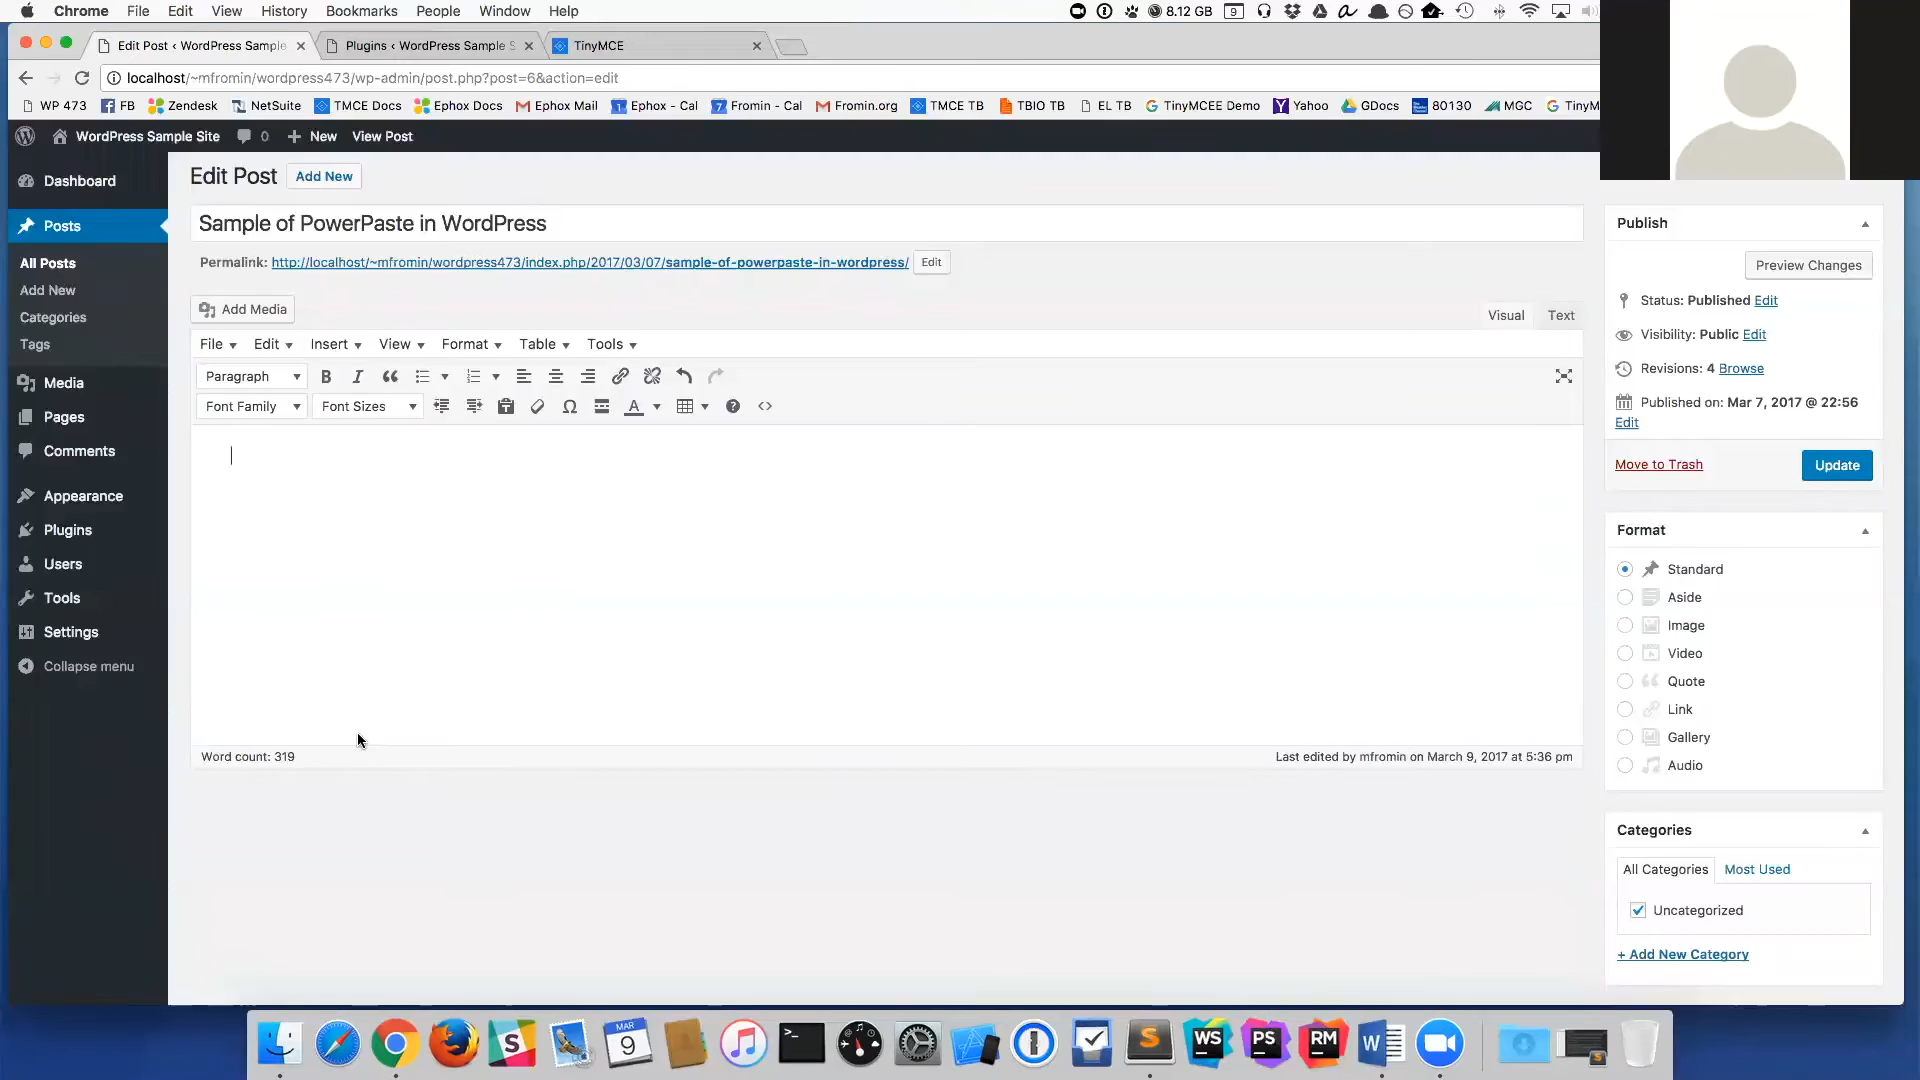 Chrome File Edit View History Bookmarks People Window Help 8.12 GB 9
Edit Post ‹ WordPress Sample Plugins ‹ WordPress Sample S TinyMCE
localhost/~mfromin/wordpress473/wp-admin/post.php?post=6&action=edit
WP 473 FB Zendesk NetSuite TMCE Docs Ephox Docs Ephox Mail Ephox - Cal Fromin - Cal Fromin.org TMCE TB TBIO TB EL TB TinyMCEE Demo Yahoo GDocs 80130 MGC TinyM
WordPress Sample Site 0 New View Post
Dashboard
Posts
All Posts
Add New
Categories
Tags
Media
Pages
Comments
Appearance
Plugins
Users
Tools
Settings
Collapse menu
Edit Post Add New
Sample of PowerPaste in WordPress
Permalink: http://localhost/~mfromin/wordpress473/index.php/2017/03/07/sample-of-powerpaste-in-wordpress/ Edit
Add Media Visual Text
File Edit Insert View Format Table Tools
Paragraph
Font Family Font Sizes
Word count: 319 Last edited by mfromin on March 9, 2017 at 5:36 pm
Publish
Preview Changes
Status: Published Edit
Visibility: Public Edit
Revisions: 4 Browse
Published on: Mar 7, 2017 @ 22:56
Edit
Move to Trash Update
Format
Standard
Aside
Image
Video
Quote
Link
Gallery
Audio
Categories
All Categories Most Used
Uncategorized
+ Add New Category
MAR
9
WS PS RM